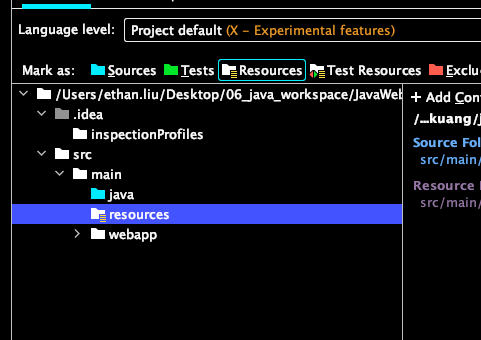 Language level: Project default (X - Experimental features)
Mark as: Sources Tests Resources Test Resources Exclu
/Users/ethan.liu/Desktop/06_java_workspace/JavaWeb
.idea
inspectionProfiles
src
main
java
resources
webapp
+ Add Cont
/...kuang/j
Source Fol
src/main/
Resource
src/main/